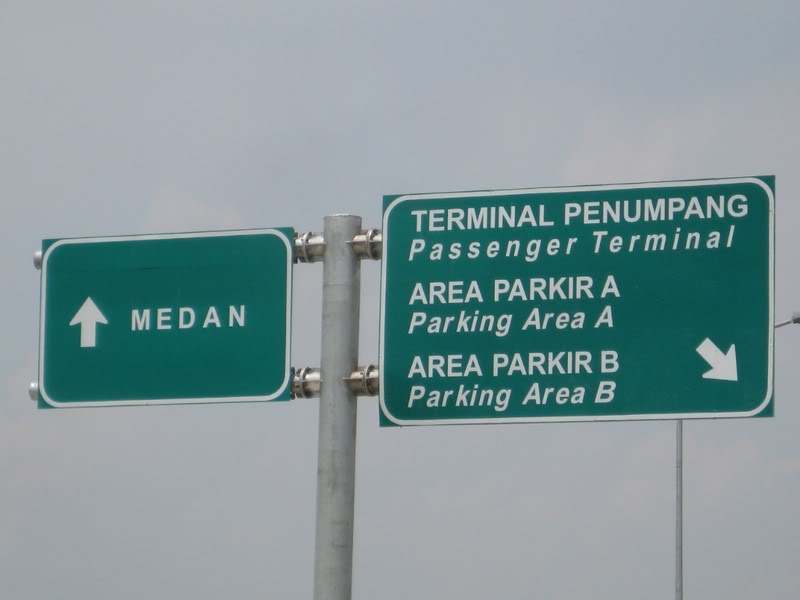 MEDAN
TERMINAL PENUMPANG
Passenger Terminal
AREA PARKIR A
Parking Area A
AREA PARKIR B
Parking Area B